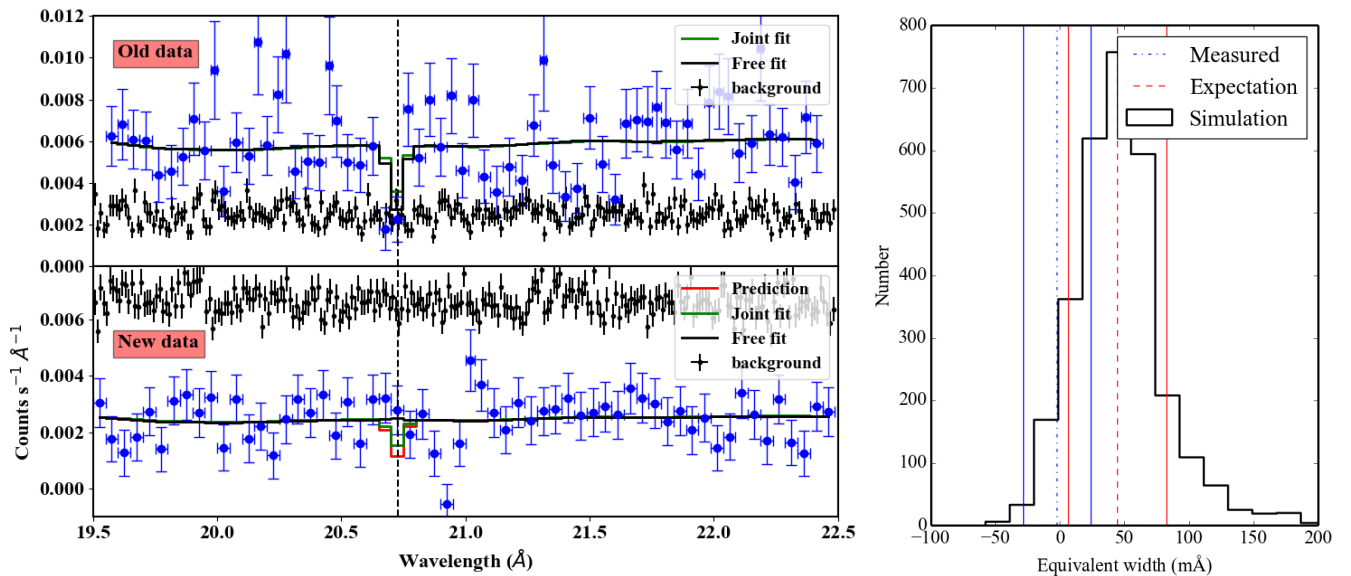 0.012
0.010
0.008
0.006
0.004
0.002
0.000
Old data
Joint fit
Free fit
background
0.006
0.004
0.002
0.000
New data
Prediction
Joint fit
Free fit
background
Counts s⁻¹ Å⁻¹
19.5 20.0 20.5 21.0 21.5 22.0 22.5
Wavelength (Å)
800
700
600
500
400
300
200
100
0
Number
Measured
Expectation
Simulation
−100 −50 0 50 100 150 200
Equivalent width (mÅ)